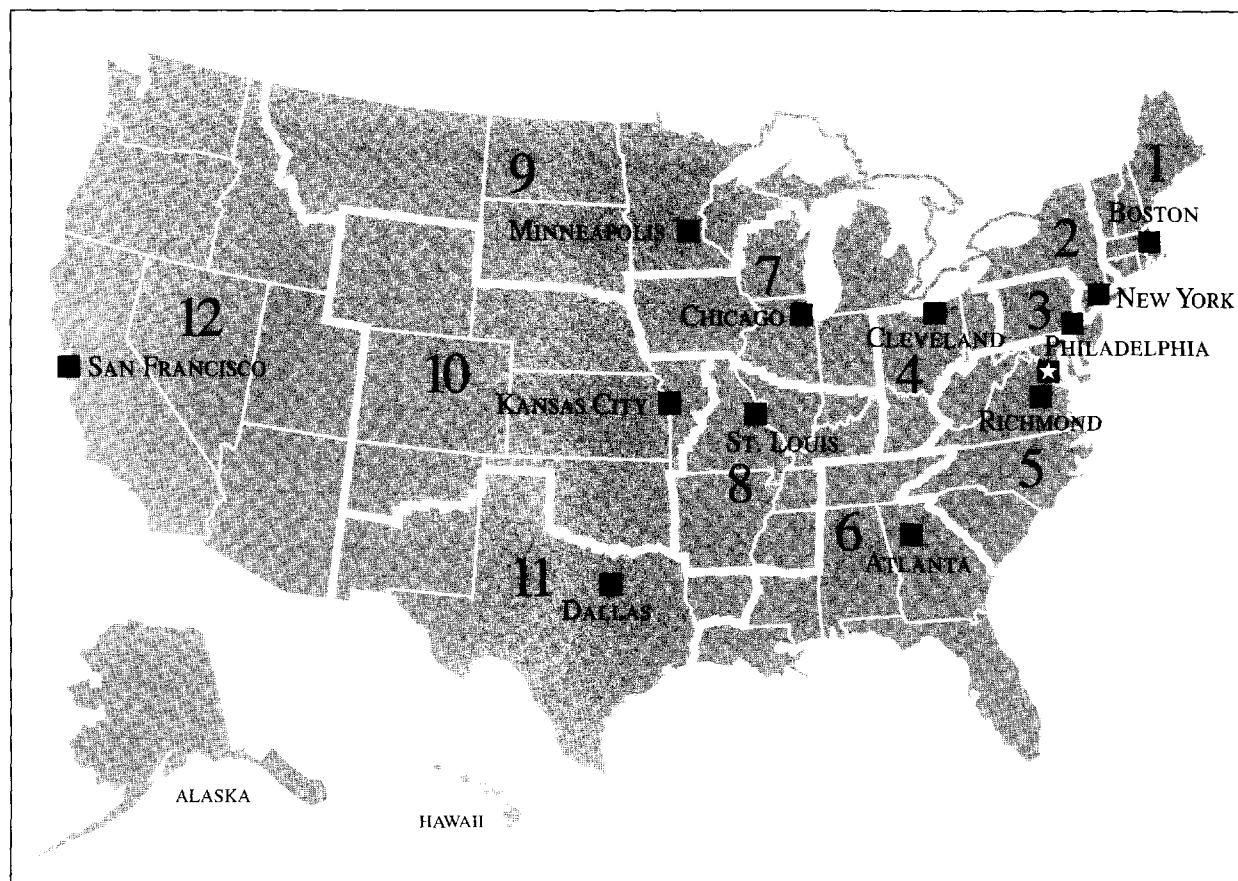 1
BOSTON
9
2
MINNEAPOLIS
7
NEW YORK
12
CHICAGO
3
CLEVELAND
PHILADELPHIA
SAN FRANCISCO
10
4
KANSAS CITY
RICHMOND
ST. LOUIS
5
8
6
ATLANTA
11
DALLAS
ALASKA
HAWAII